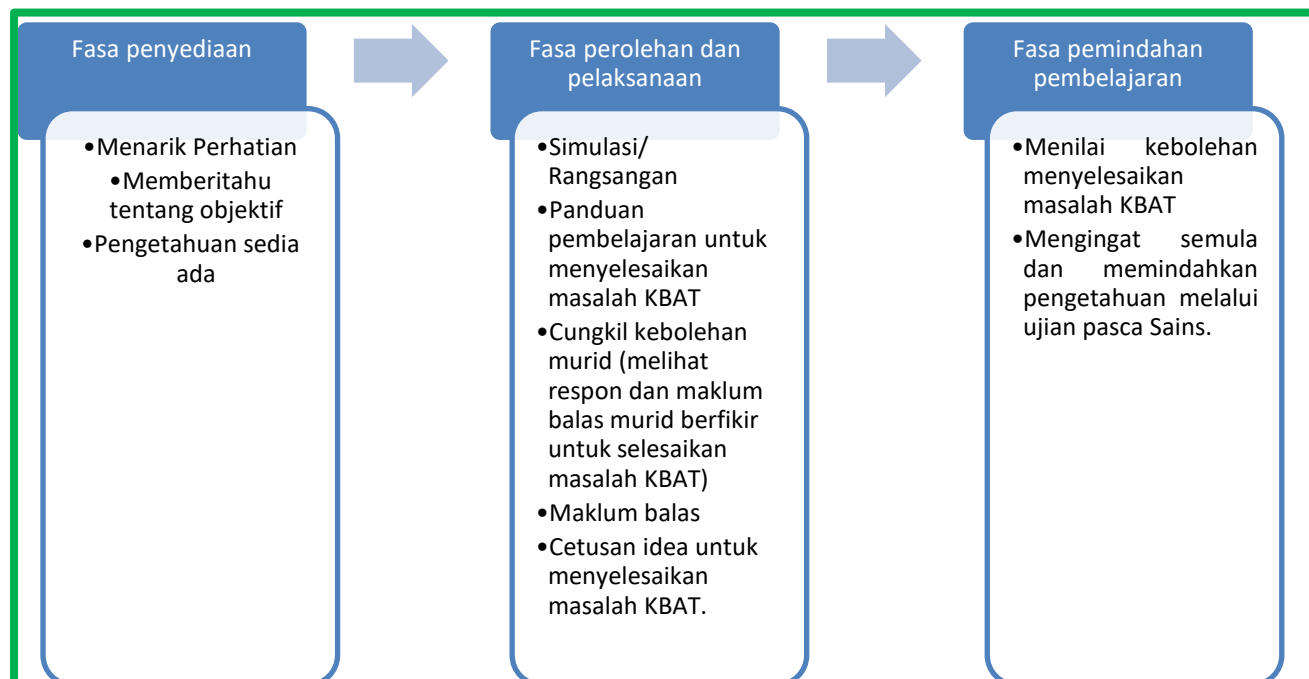 Fasa penyediaan
•Menarik Perhatian
•Memberitahu
tentang objektif
•Pengetahuan sedia
ada
Fasa perolehan dan
pelaksanaan
•Simulasi/
Rangsangan
•Panduan
pembelajaran untuk
menyelesaikan
masalah KBAT
•Cungkil kebolehan
murid (melihat
respon dan maklum
balas murid berfikir
untuk selesaikan
masalah KBAT)
•Maklum balas
•Cetusan idea untuk
menyelesaikan
masalah KBAT.
Fasa pemindahan
pembelajaran
•Menilai kebolehan
menyelesaikan
masalah KBAT
•Mengingat semula
dan memindahkan
pengetahuan melalui
ujian pasca Sains.